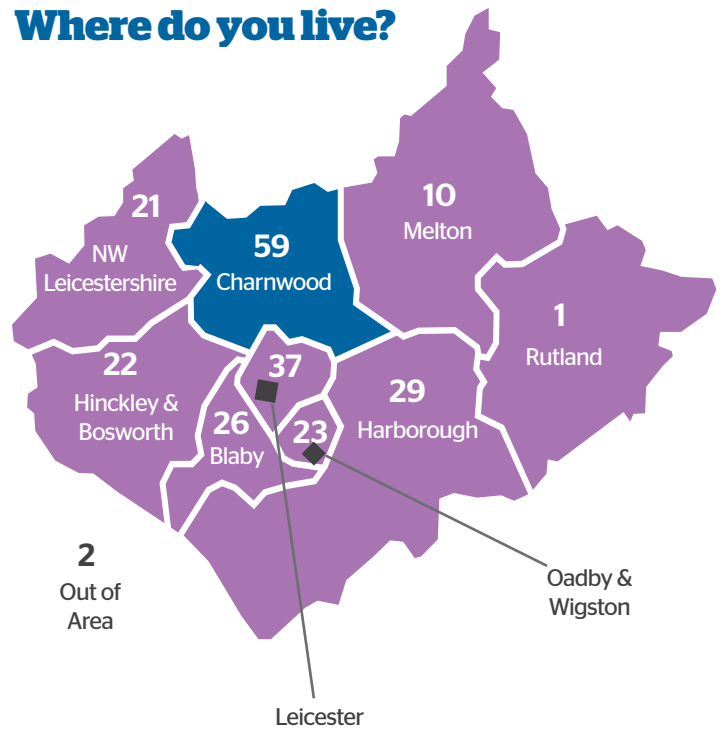 Where do you live?
10
Melton
21
NW
Leicestershire
59
Charnwood
1
Rutland
22
Hinckley &
Bosworth
37
29
Harborough
26
Blaby
23
2
Out of
Area
Oadby &
Wigston
Leicester